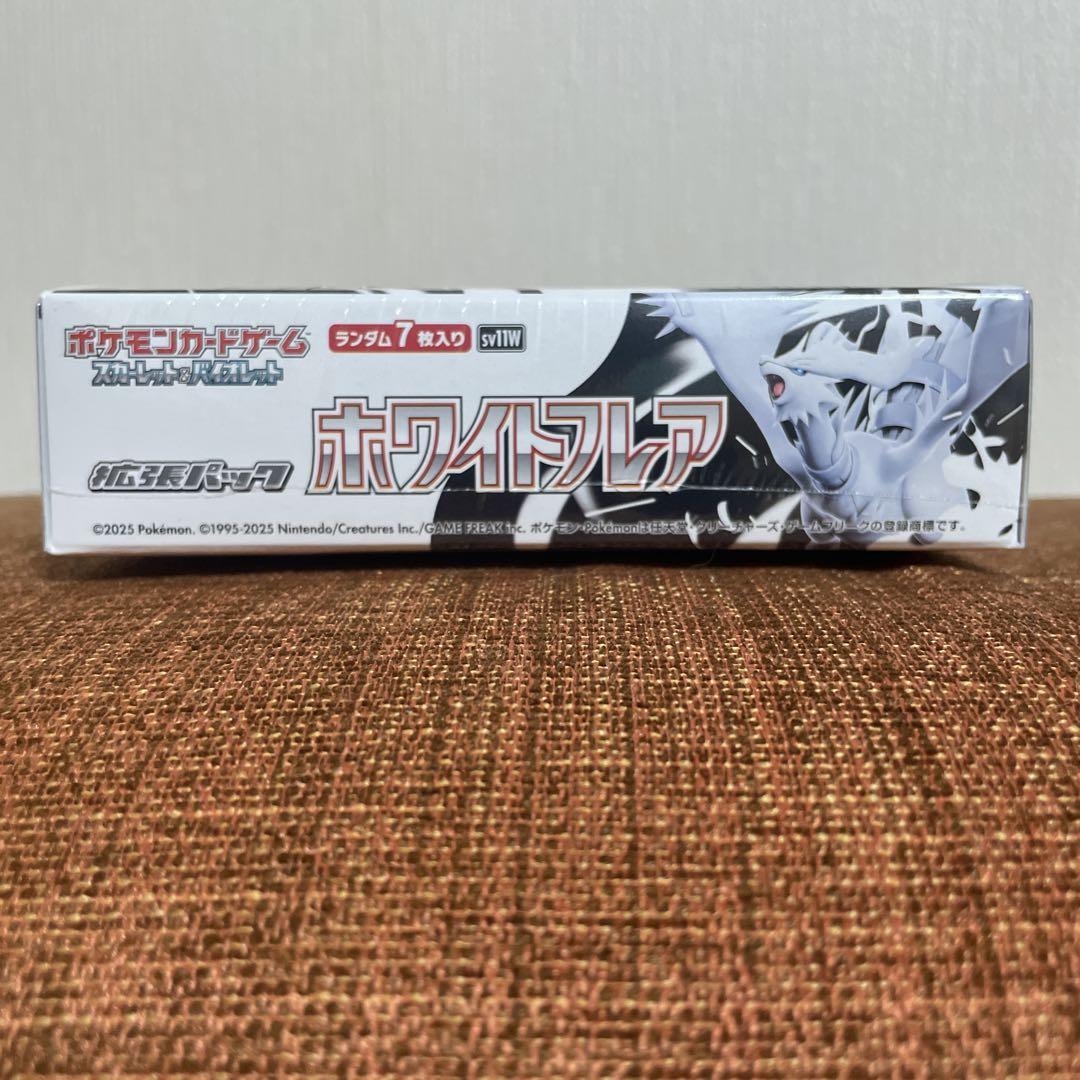 ポケモンカードゲーム™
スカーレット&バイオレット
ランダム7枚入り
sv11W
拡張パック
ホワイトフレア
©2025 Pokémon. ©1995-2025 Nintendo/Creatures Inc./GAME FREAK inc. ポケモン・Pokémonは任天堂・クリーチャーズ・ゲームフリークの登録商標です。